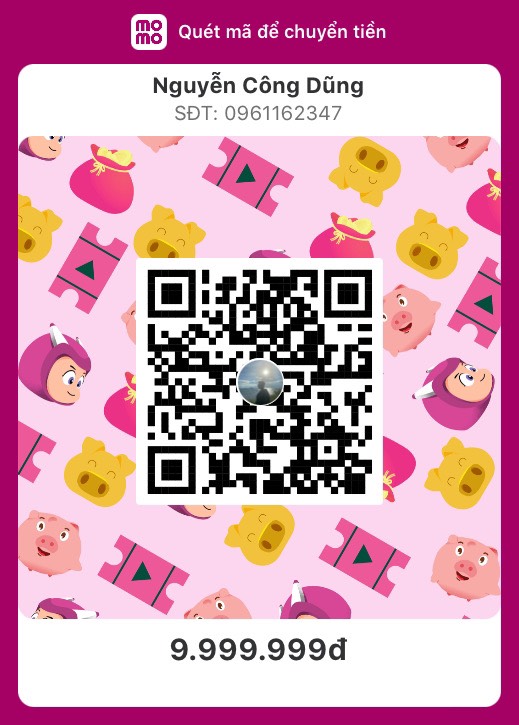 mo
mo
Quét mã để chuyển tiền
Nguyễn Công Dũng
SĐT: 0961162347
9.999.999đ